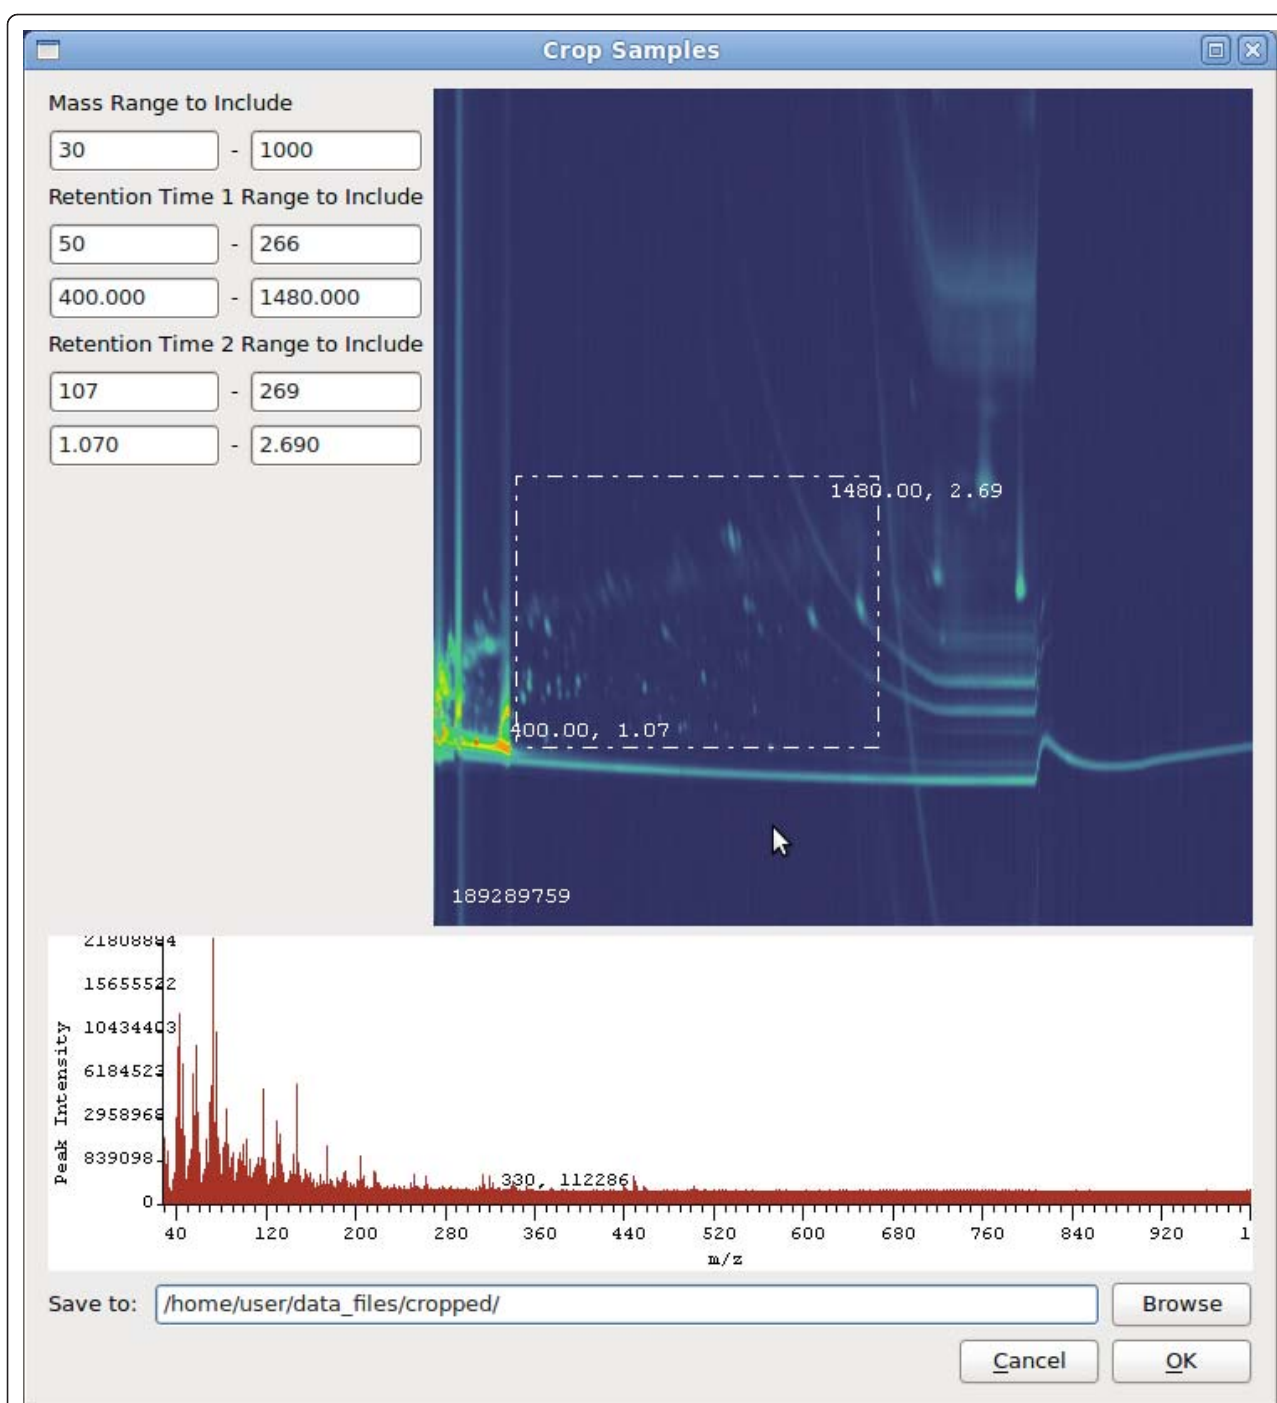 Crop Samples
Mass Range to Include
30 - 1000
Retention Time 1 Range to Include
50 - 266
400.000 - 1480.000
Retention Time 2 Range to Include
107 - 269
1.070 - 2.690
1480.00, 2.69
400.00, 1.07
189289759
21808884
15655522
10434403
6184523
2958968
839098
0
Peak Intensity
330, 112286
40 120 200 280 360 440 520 600 680 760 840 920 1
m/z
Save to: /home/user/data_files/cropped/ Browse
Cancel OK